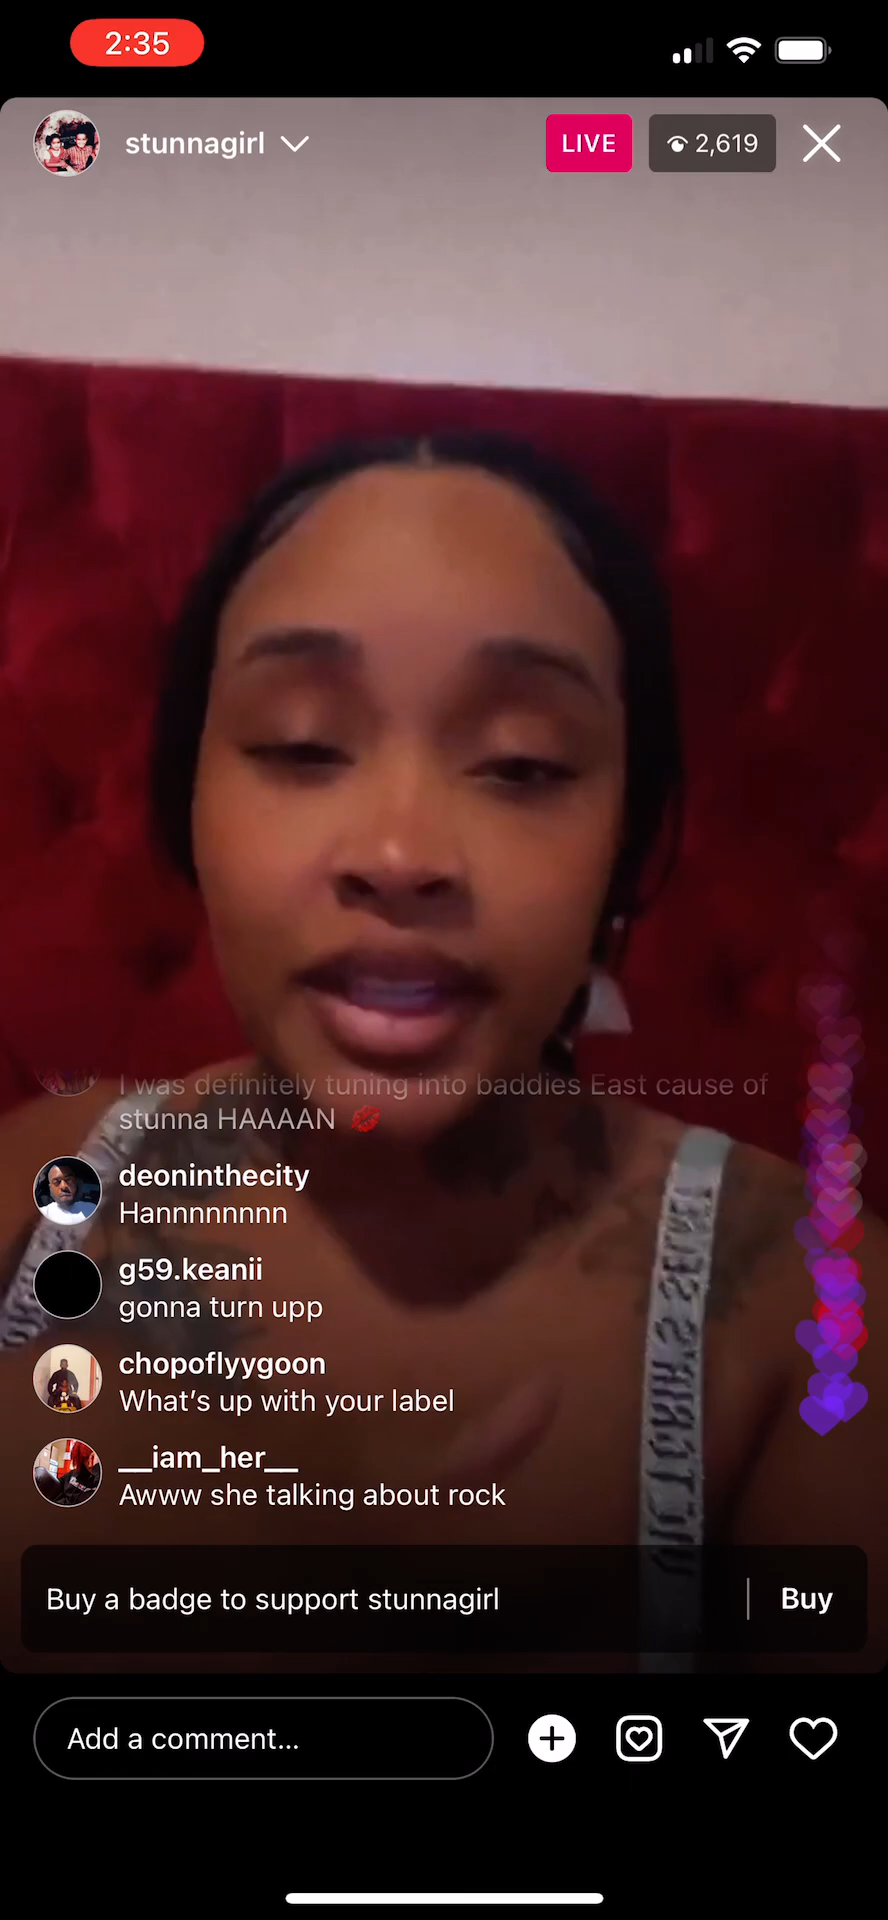 2:35
stunnagirl
LIVE
2,619
I was definitely tuning into baddies East cause of
stunna HAAAAN 💋
deoninthecity
Hannnnnnnn
g59.keanii
gonna turn upp
chopoflyygoon
What's up with your label
__iam_her__
Awww she talking about rock
Buy a badge to support stunnagirl
Buy
Add a comment...